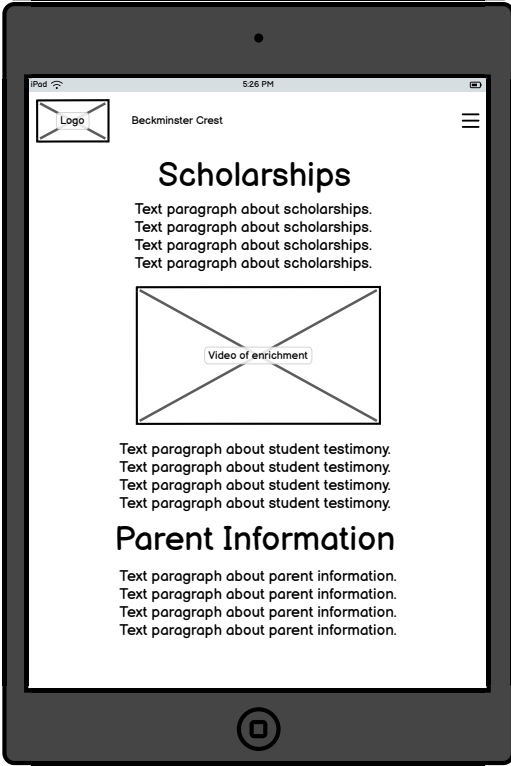 iPad 5:26 PM
Logo Beckminster Crest
Scholarships
Text paragraph about scholarships.
Text paragraph about scholarships.
Text paragraph about scholarships.
Text paragraph about scholarships.
Video of enrichment
Text paragraph about student testimony.
Text paragraph about student testimony.
Text paragraph about student testimony.
Text paragraph about student testimony.
Parent Information
Text paragraph about parent information.
Text paragraph about parent information.
Text paragraph about parent information.
Text paragraph about parent information.